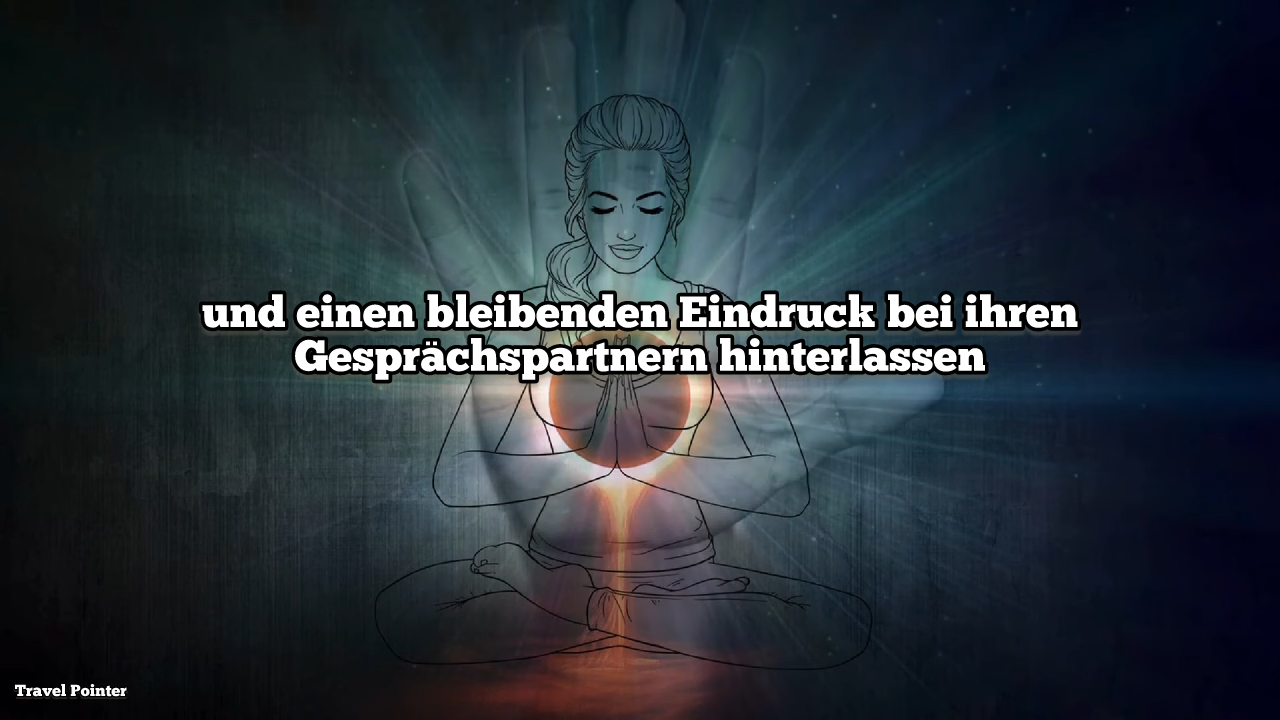 und einen bleibenden Eindruck bei ihren
Gesprächspartnern hinterlassen
Travel Pointer